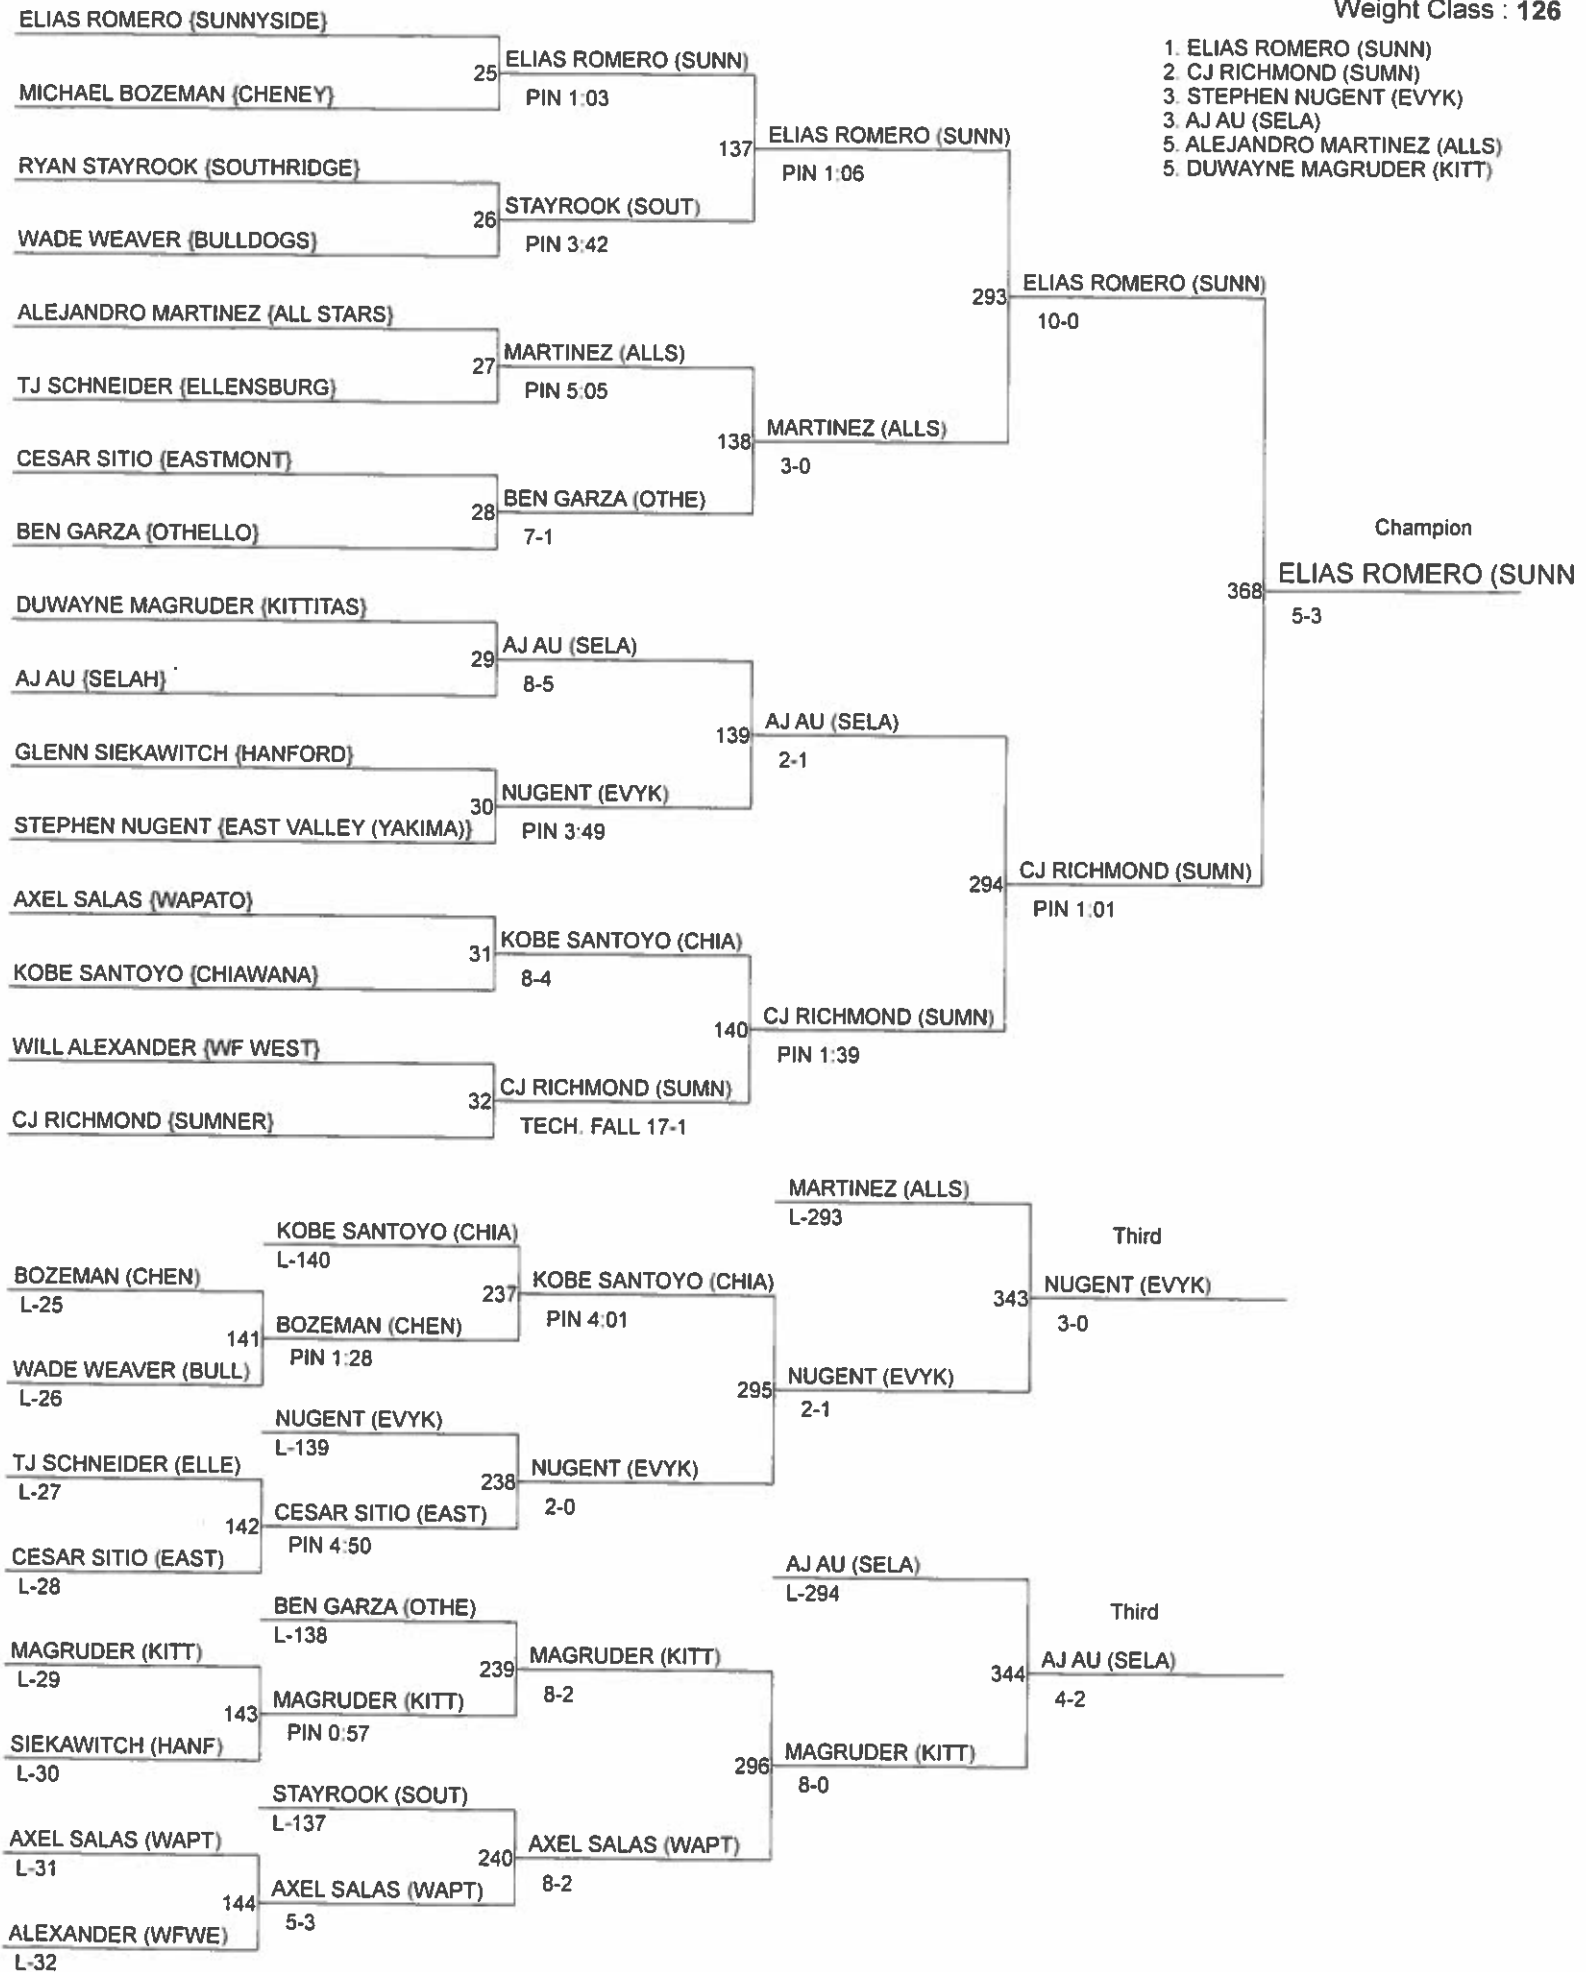 Weight Class : 126
1. ELIAS ROMERO (SUNN)
2. CJ RICHMOND (SUMN)
3. STEPHEN NUGENT (EVYK)
3. AJ AU (SELA)
5. ALEJANDRO MARTINEZ (ALLS)
5. DUWAYNE MAGRUDER (KITT)
ELIAS ROMERO {SUNNYSIDE}
25 ELIAS ROMERO (SUNN)
MICHAEL BOZEMAN {CHENEY}
PIN 1:03
137 ELIAS ROMERO (SUNN)
PIN 1:06
RYAN STAYROOK {SOUTHRIDGE}
26 STAYROOK (SOUT)
WADE WEAVER {BULLDOGS}
PIN 3:42
293 ELIAS ROMERO (SUNN)
10-0
ALEJANDRO MARTINEZ {ALL STARS}
27 MARTINEZ (ALLS)
TJ SCHNEIDER {ELLENSBURG}
PIN 5:05
138 MARTINEZ (ALLS)
3-0
CESAR SITIO {EASTMONT}
28 BEN GARZA (OTHE)
BEN GARZA {OTHELLO}
7-1
Champion
368 ELIAS ROMERO (SUNN
5-3
DUWAYNE MAGRUDER {KITTITAS}
29 AJ AU (SELA)
AJ AU {SELAH}
8-5
139 AJ AU (SELA)
2-1
GLENN SIEKAWITCH {HANFORD}
30 NUGENT (EVYK)
STEPHEN NUGENT {EAST VALLEY (YAKIMA)}
PIN 3:49
294 CJ RICHMOND (SUMN)
PIN 1:01
AXEL SALAS {WAPATO}
31 KOBE SANTOYO (CHIA)
KOBE SANTOYO {CHIAWANA}
8-4
140 CJ RICHMOND (SUMN)
PIN 1:39
WILL ALEXANDER {WF WEST}
32 CJ RICHMOND (SUMN)
CJ RICHMOND {SUMNER}
TECH. FALL 17-1
MARTINEZ (ALLS)
L-293
KOBE SANTOYO (CHIA)
L-140
Third
BOZEMAN (CHEN)
L-25
237 KOBE SANTOYO (CHIA)
PIN 4:01
343 NUGENT (EVYK)
3-0
141 BOZEMAN (CHEN)
PIN 1:28
WADE WEAVER (BULL)
L-26
295 NUGENT (EVYK)
2-1
NUGENT (EVYK)
L-139
TJ SCHNEIDER (ELLE)
L-27
238 NUGENT (EVYK)
2-0
142 CESAR SITIO (EAST)
PIN 4:50
CESAR SITIO (EAST)
L-28
AJ AU (SELA)
L-294
BEN GARZA (OTHE)
L-138
Third
MAGRUDER (KITT)
L-29
239 MAGRUDER (KITT)
8-2
344 AJ AU (SELA)
4-2
143 MAGRUDER (KITT)
PIN 0:57
SIEKAWITCH (HANF)
L-30
296 MAGRUDER (KITT)
8-0
STAYROOK (SOUT)
L-137
AXEL SALAS (WAPT)
L-31
240 AXEL SALAS (WAPT)
8-2
144 AXEL SALAS (WAPT)
5-3
ALEXANDER (WFWE)
L-32